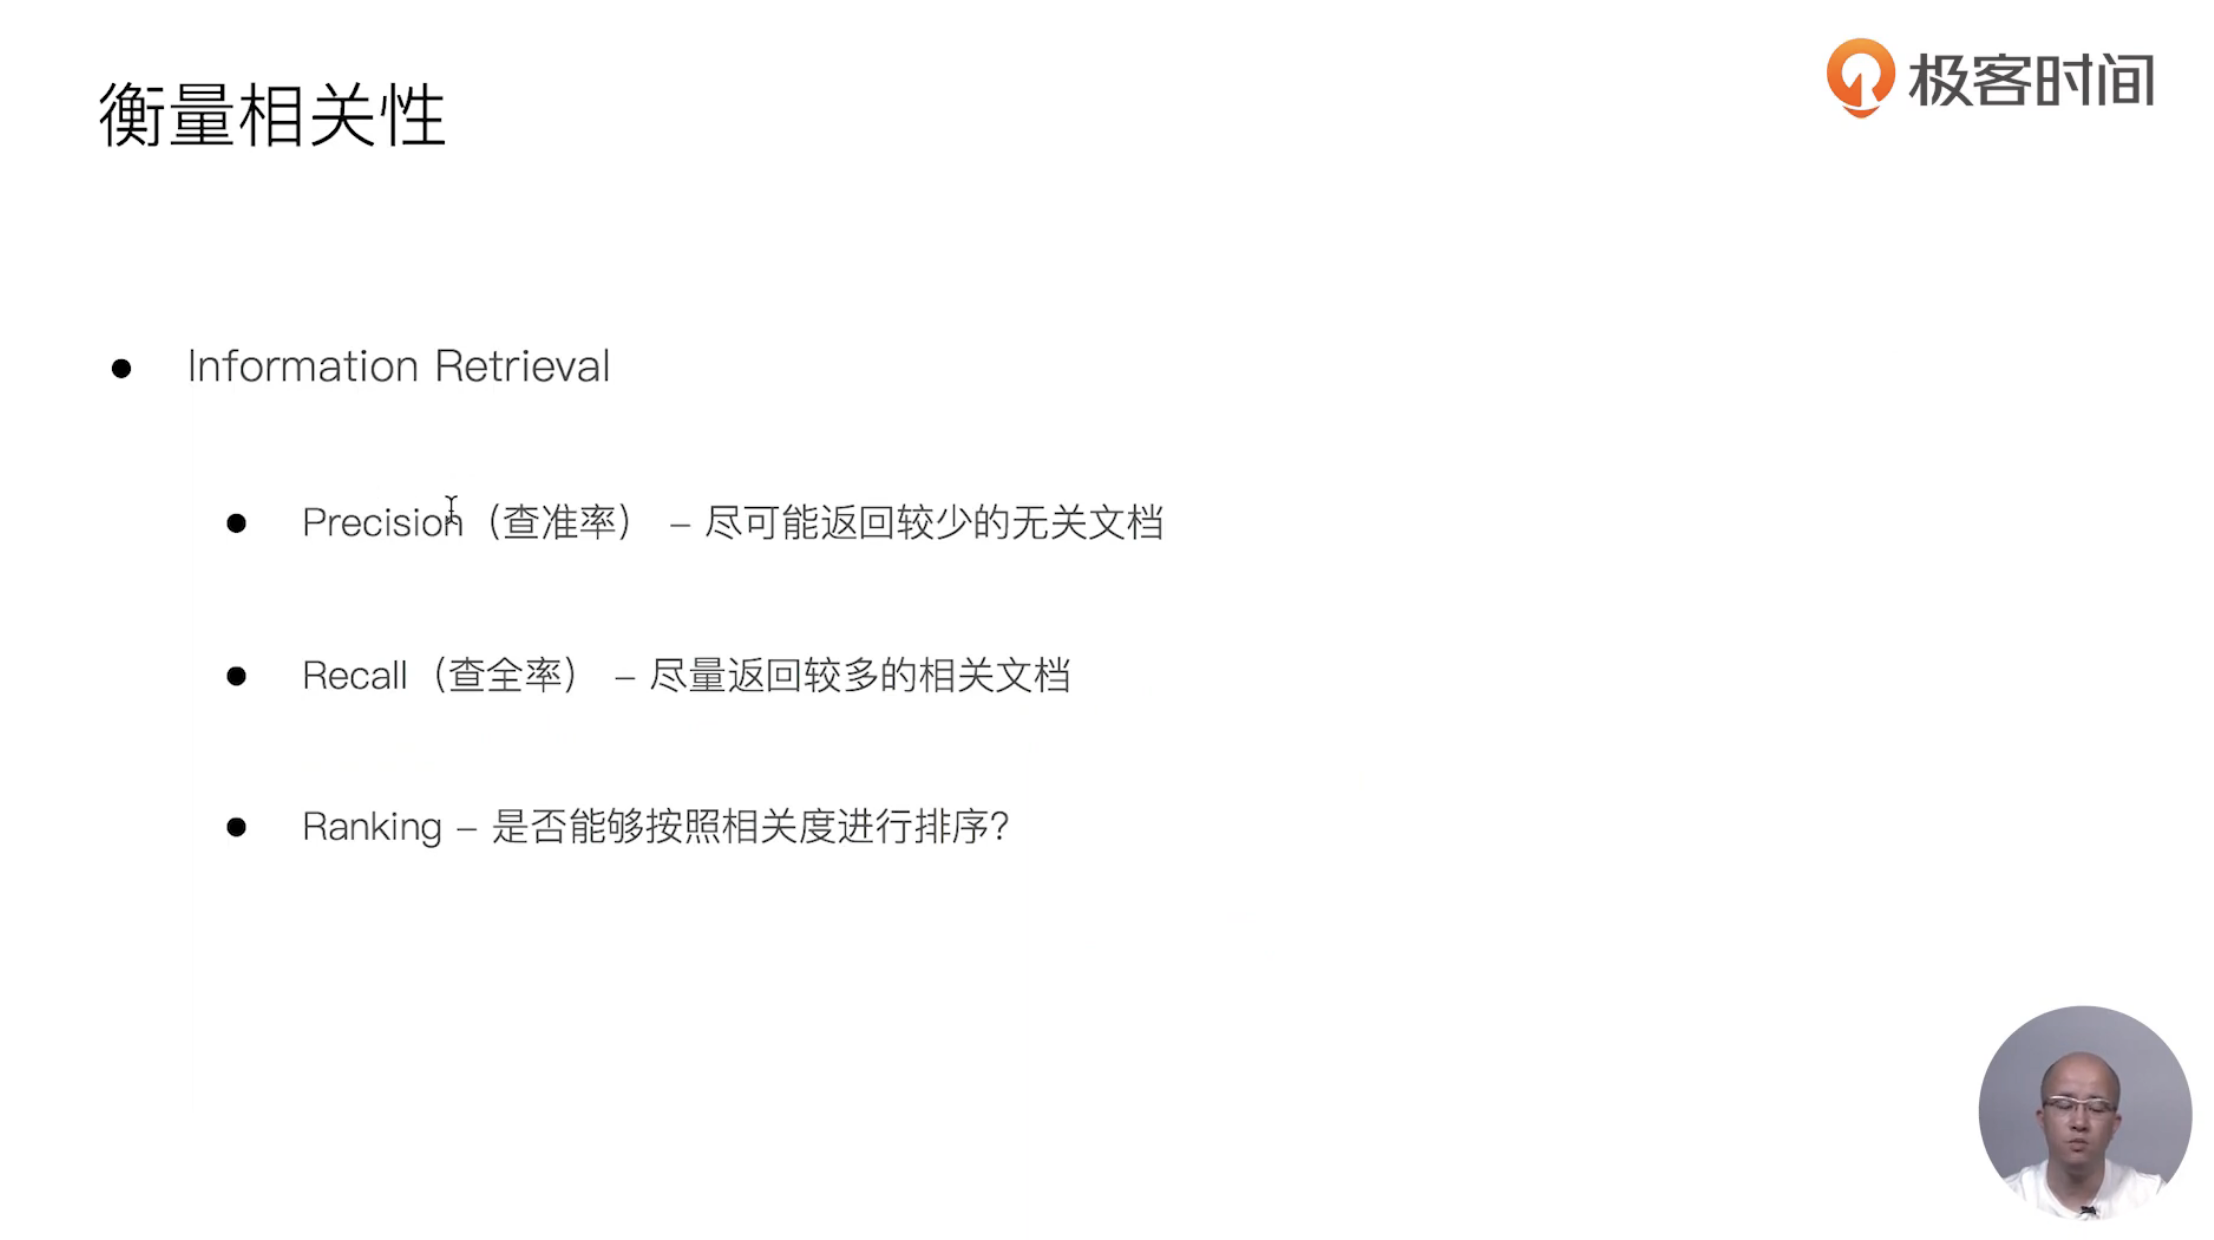 衡量相关性
极客时间
Information Retrieval
Precision（查准率） – 尽可能返回较少的无关文档
Recall（查全率） – 尽量返回较多的相关文档
Ranking – 是否能够按照相关度进行排序？